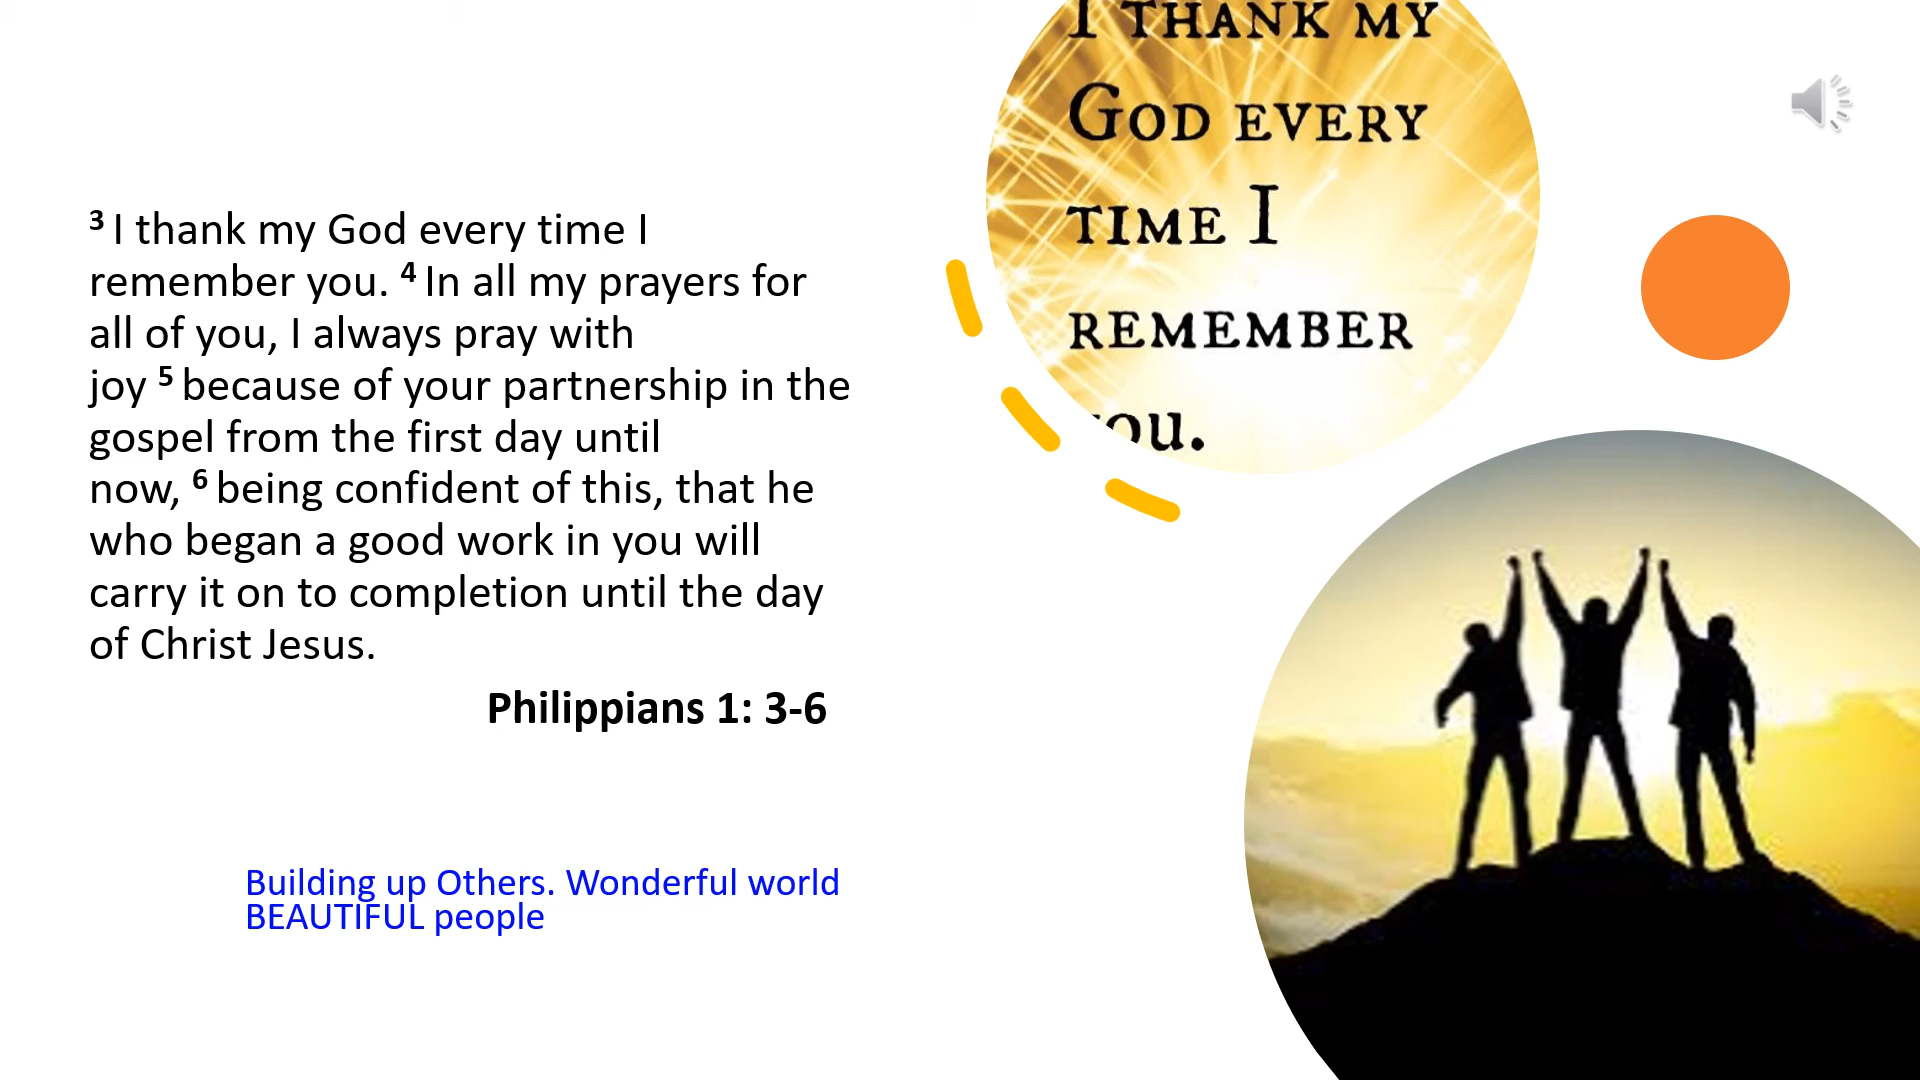 3 I thank my God every time I
remember you. 4 In all my prayers for
all of you, I always pray with
joy 5 because of your partnership in the
gospel from the first day until
now, 6 being confident of this, that he
who began a good work in you will
carry it on to completion until the day
of Christ Jesus.
Philippians 1: 3-6
Building up Others. Wonderful world
BEAUTIFUL people
I THANK MY
GOD EVERY
TIME I
REMEMBER
OU.